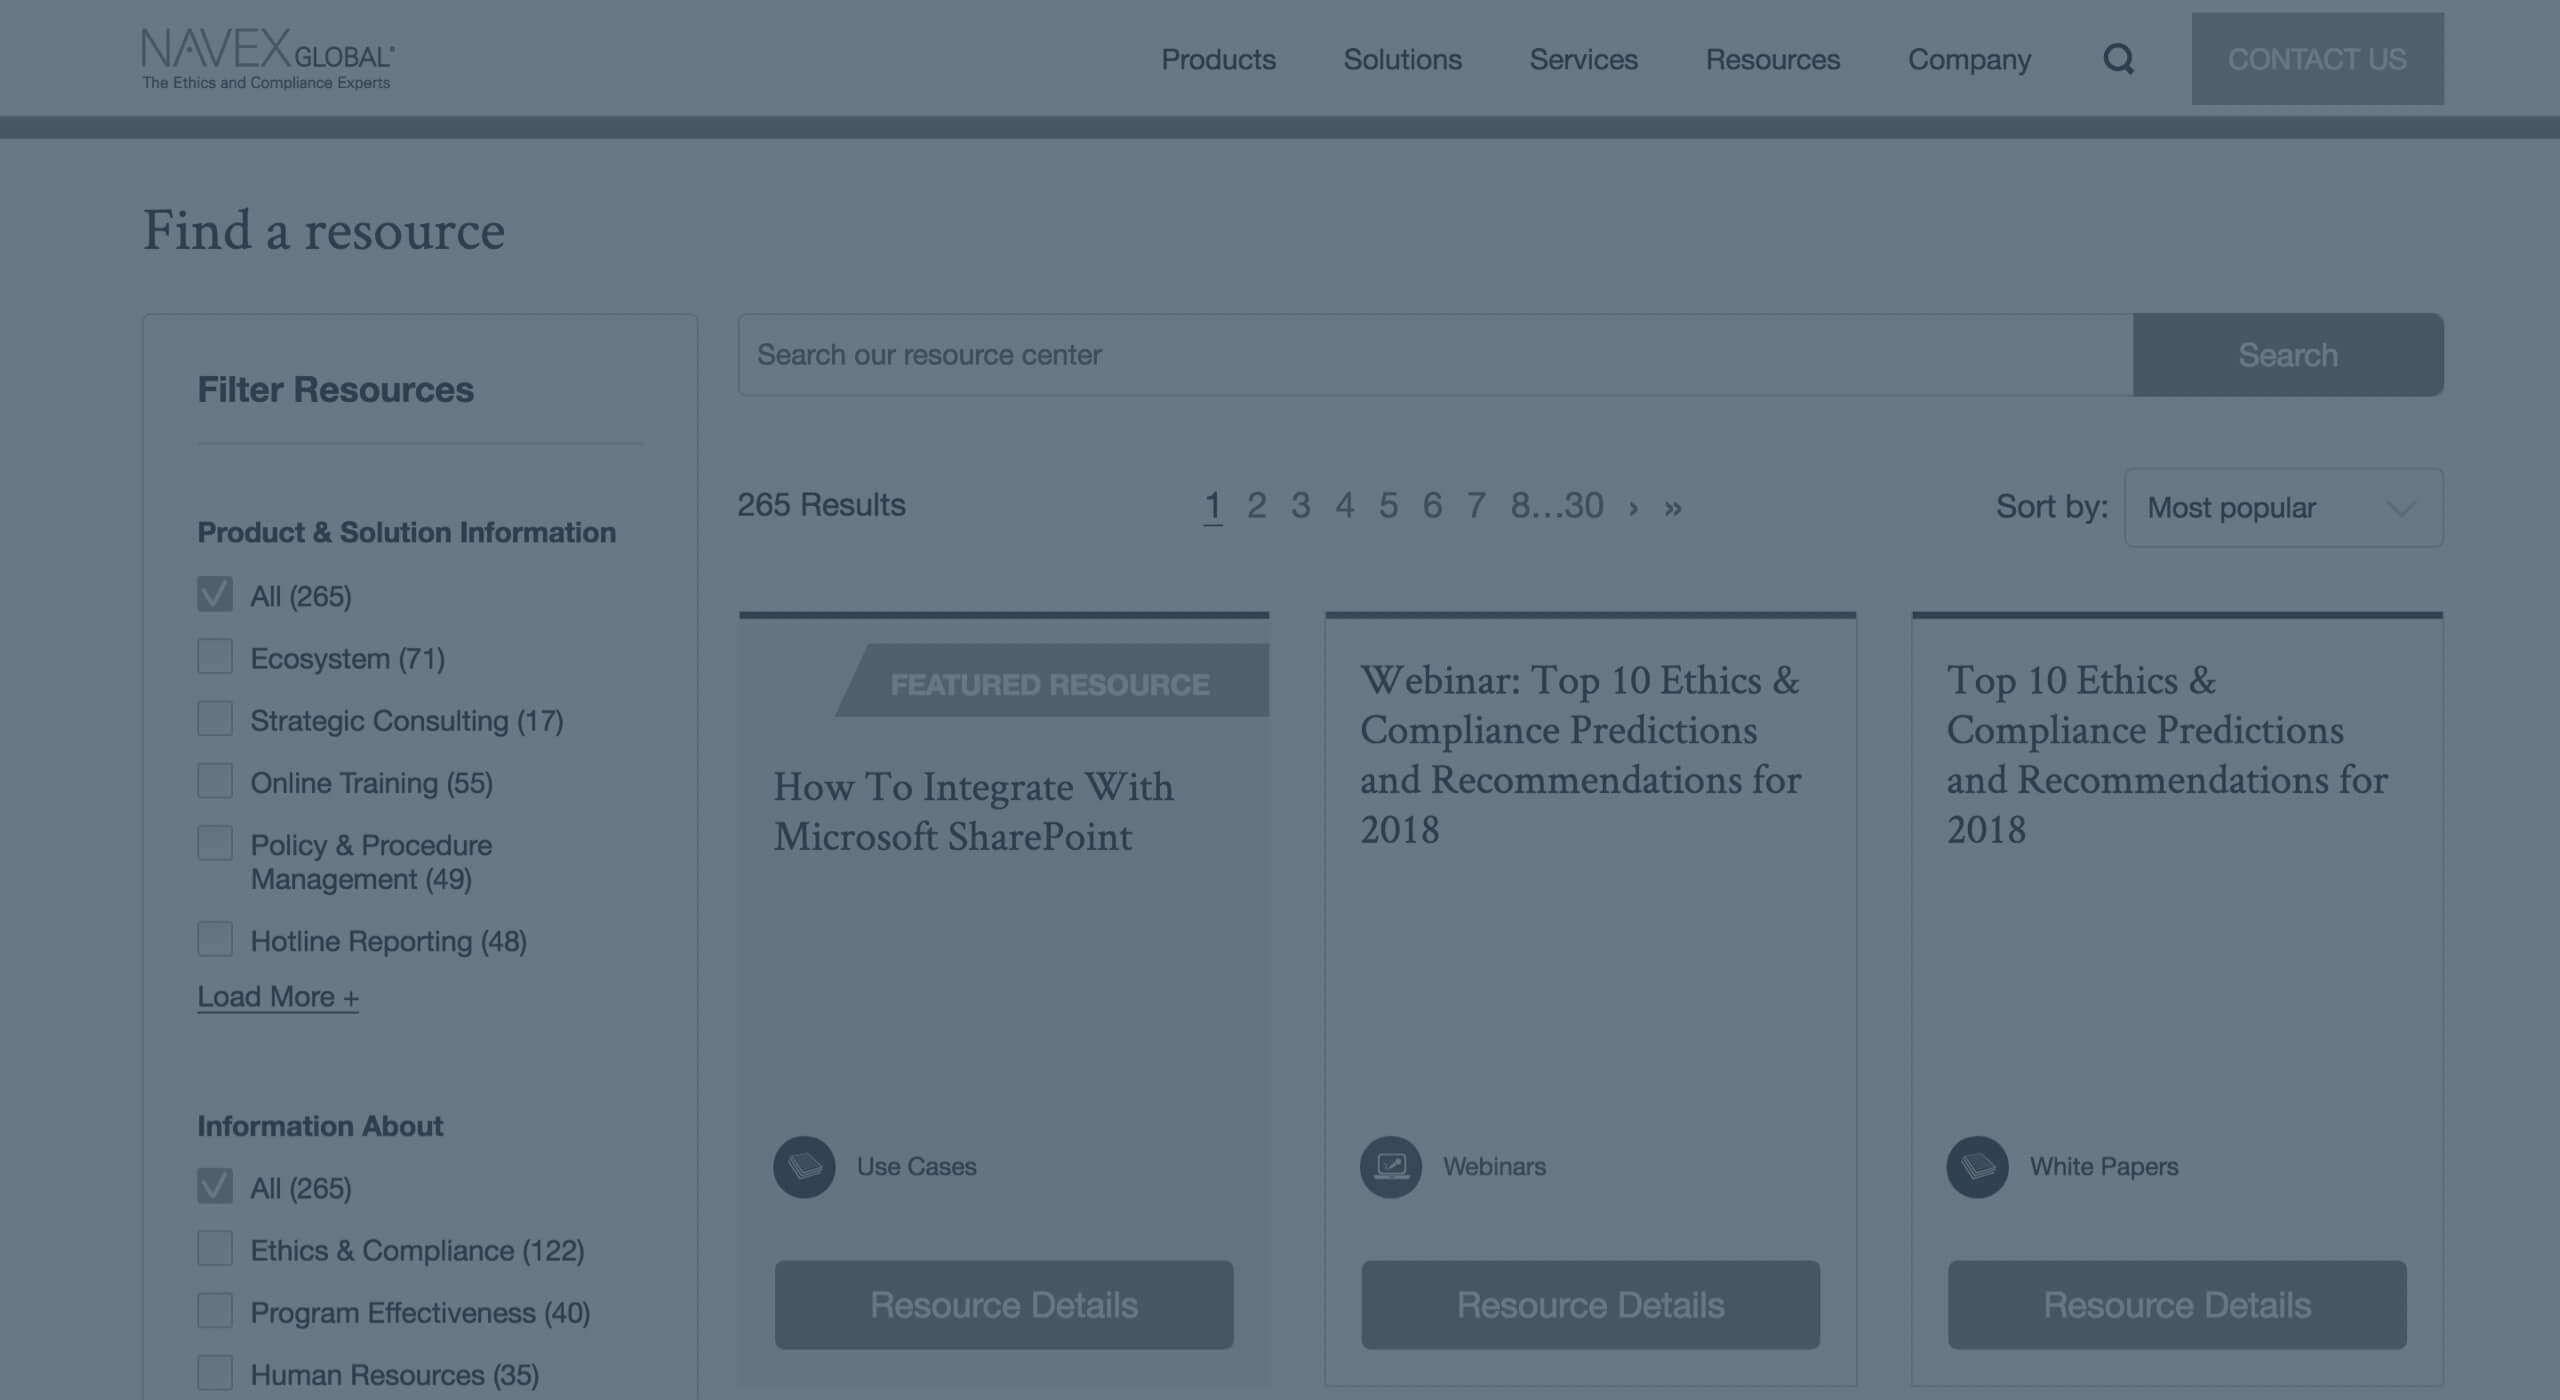 NAVEX GLOBAL®
The Ethics and Compliance Experts
Products
Solutions
Services
Resources
Company
CONTACT US
Find a resource
Filter Resources
Product & Solution Information
All (265)
Ecosystem (71)
Strategic Consulting (17)
Online Training (55)
Policy & Procedure
Management (49)
Hotline Reporting (48)
Load More +
Information About
All (265)
Ethics & Compliance (122)
Program Effectiveness (40)
Human Resources (35)
Search our resource center
Search
265 Results
1 2 3 4 5 6 7 8...30 › »
Sort by:
Most popular
FEATURED RESOURCE
How To Integrate With
Microsoft SharePoint
Use Cases
Resource Details
Webinar: Top 10 Ethics &
Compliance Predictions
and Recommendations for
2018
Webinars
Resource Details
Top 10 Ethics &
Compliance Predictions
and Recommendations for
2018
White Papers
Resource Details